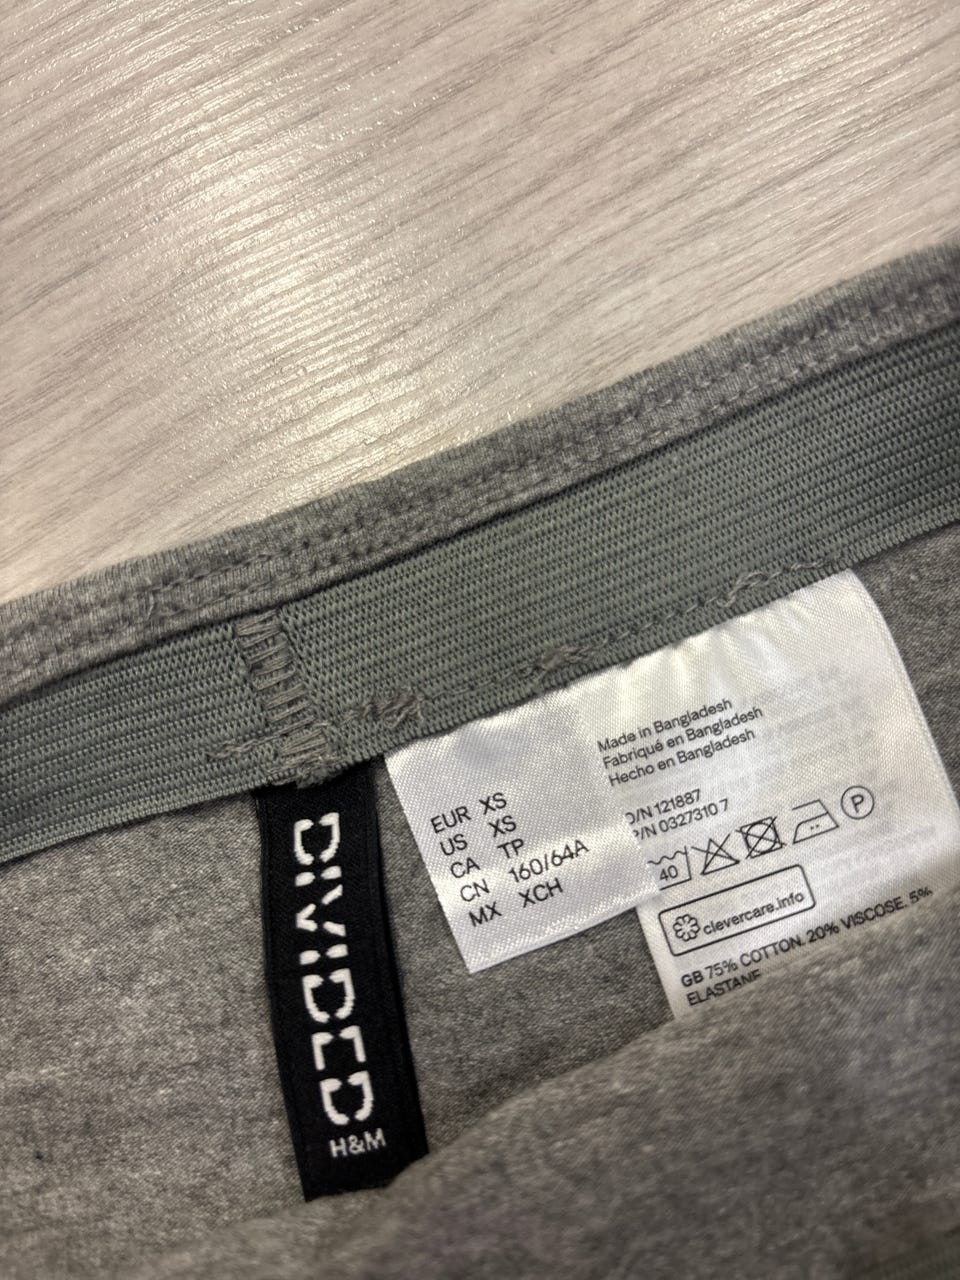 DIVIDED
H&M
EUR XS
US XS
CA TP
CN 160/64A
MX XCH
Made in Bangladesh
Fabriqué en Bangladesh
Hecho en Bangladesh
O/N 121887
P/N 0327310 7
40
P
clevercare.info
GB 75% COTTON. 20% VISCOSE. 5%
ELASTANE